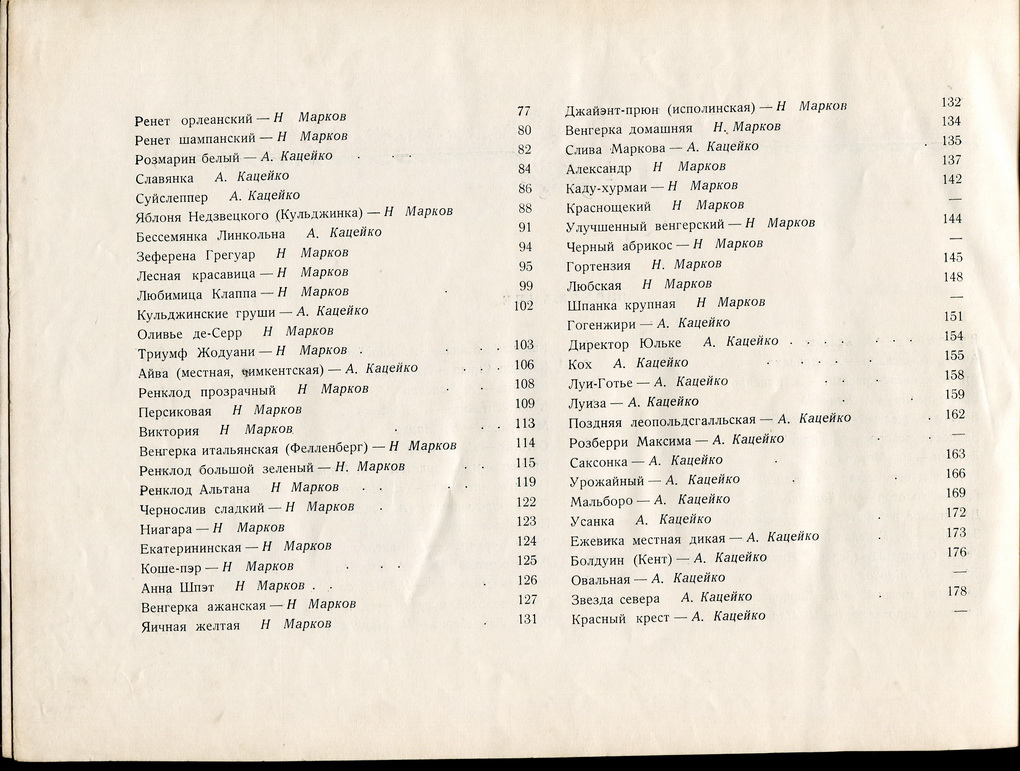 Ренет орлеанский — Н Марков 77
Ренет шампанский — Н Марков 80
Розмарин белый — А. Кацейко . . . 82
Славянка А. Кацейко 84
Суйслеппер А. Кацейко 86
Яблоня Недзвецкого (Кульджинка) — Н Марков 88
Бессемянка Линкольна А. Кацейко 91
Зеферена Грегуар Н Марков 94
Лесная красавица — Н Марков 95
Любимица Клаппа — Н Марков . 99
Кульджинские груши — А. Кацейко 102
Оливье де-Серр Н Марков
Триумф Жодуани — Н Марков . . . . 103
Айва (местная, чимкентская) — А. Кацейко . . . 106
Ренклод прозрачный Н Марков . . 108
Персиковая Н Марков 109
Виктория Н Марков . . . 113
Венгерка итальянская (Фелленберг) — Н Марков 114
Ренклод большой зеленый — Н. Марков . . 115
Ренклод Альтана Н Марков . . . . 119
Чернослив сладкий — Н Марков . 122
Ниагара — Н Марков 123
Екатерининская — Н Марков 124
Коше-пэр — Н Марков . . . 125
Анна Шпэт Н Марков . . . 126
Венгерка ажанская — Н Марков 127
Яичная желтая Н Марков . 131
Джайэнт-прюн (исполинская) — Н Марков 132
Венгерка домашняя Н. Марков 134
Слива Маркова — А. Кацейко . 135
Александр Н Марков 137
Каду-хурмаи — Н Марков 142
Краснощекий Н Марков —
Улучшенный венгерский — Н Марков 144
Черный абрикос — Н Марков —
Гортензия Н. Марков 145
Любская Н Марков 148
Шпанка крупная Н Марков —
Гогенжири — А. Кацейко 151
Директор Юльке А. Кацейко . . . . . . . 154
Кох А. Кацейко . . . . . 155
Луи-Готье — А. Кацейко . . . 158
Луиза — А. Кацейко . . 159
Поздняя леопольдсгалльская — А. Кацейко . 162
Розберри Максима — А. Кацейко . . —
Саксонка — А. Кацейко . 163
Урожайный — А. Кацейко . . 166
Мальборо — А. Кацейко 169
Усанка А. Кацейко . 172
Ежевика местная дикая — А. Кацейко . 173
Болдуин (Кент) — А. Кацейко 176
Овальная — А. Кацейко —
Звезда севера А. Кацейко . 178
Красный крест — А. Кацейко —